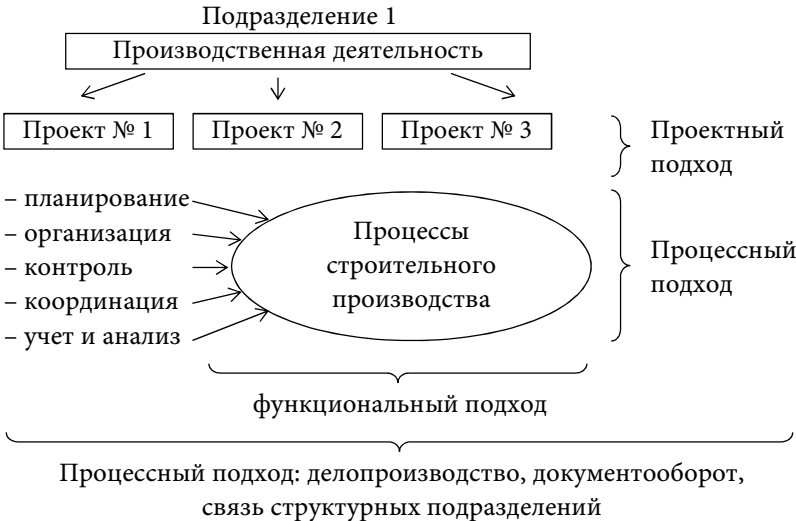 Подразделение 1
Производственная деятельность
Проект № 1
Проект № 2
Проект № 3
Проектный
подход
– планирование
– организация
– контроль
– координация
– учет и анализ
Процессы
строительного
производства
Процессный
подход
функциональный подход
Процессный подход: делопроизводство, документооборот,
связь структурных подразделений